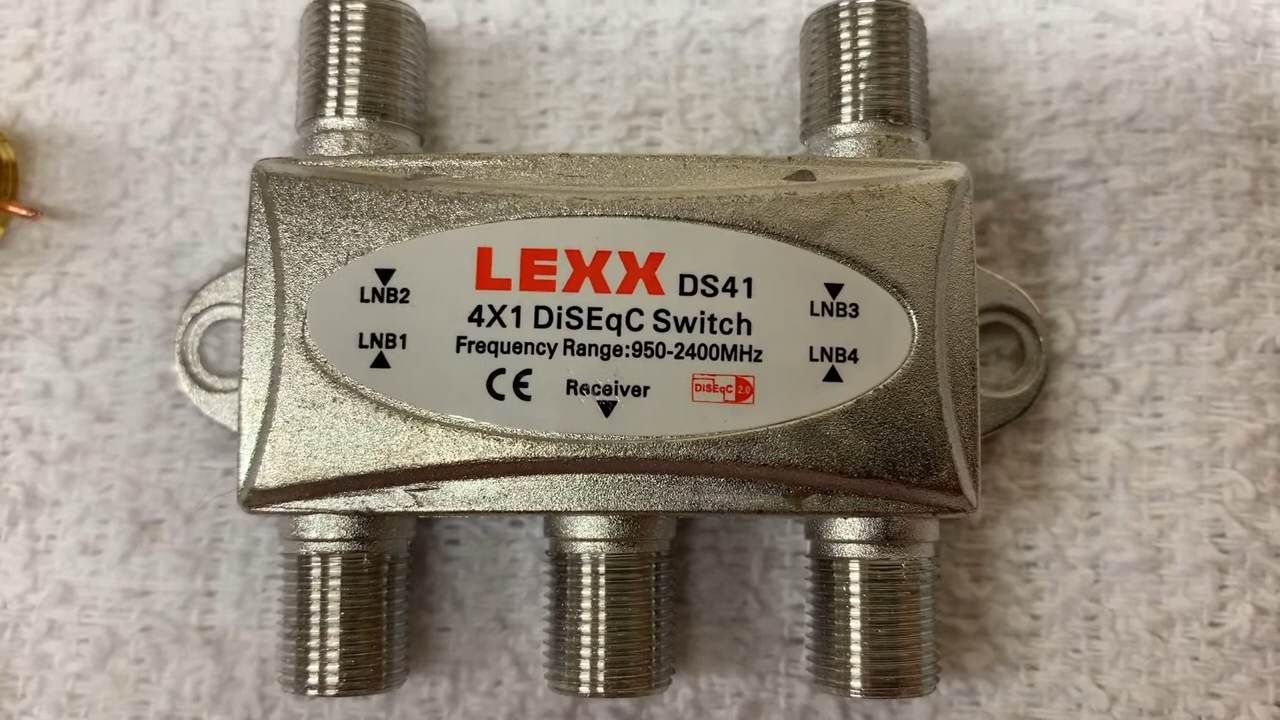 LEXX DS41
4X1 DiSEqC Switch
Frequency Range:950-2400MHz
LNB2
LNB1
LNB3
LNB4
CE
Receiver
DiSEqC 2.0